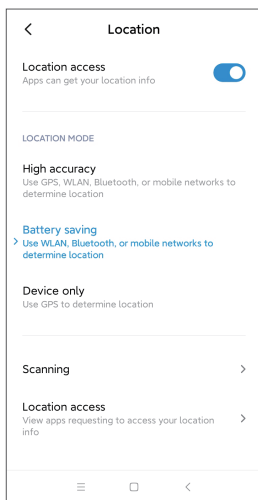 Location
Location access
Apps can get your location info
LOCATION MODE
High accuracy
Use GPS, WLAN, Bluetooth, or mobile networks to
determine location
Battery saving
Use WLAN, Bluetooth, or mobile networks to
determine location
Device only
Use GPS to determine location
Scanning
Location access
View apps requesting to access your location
info